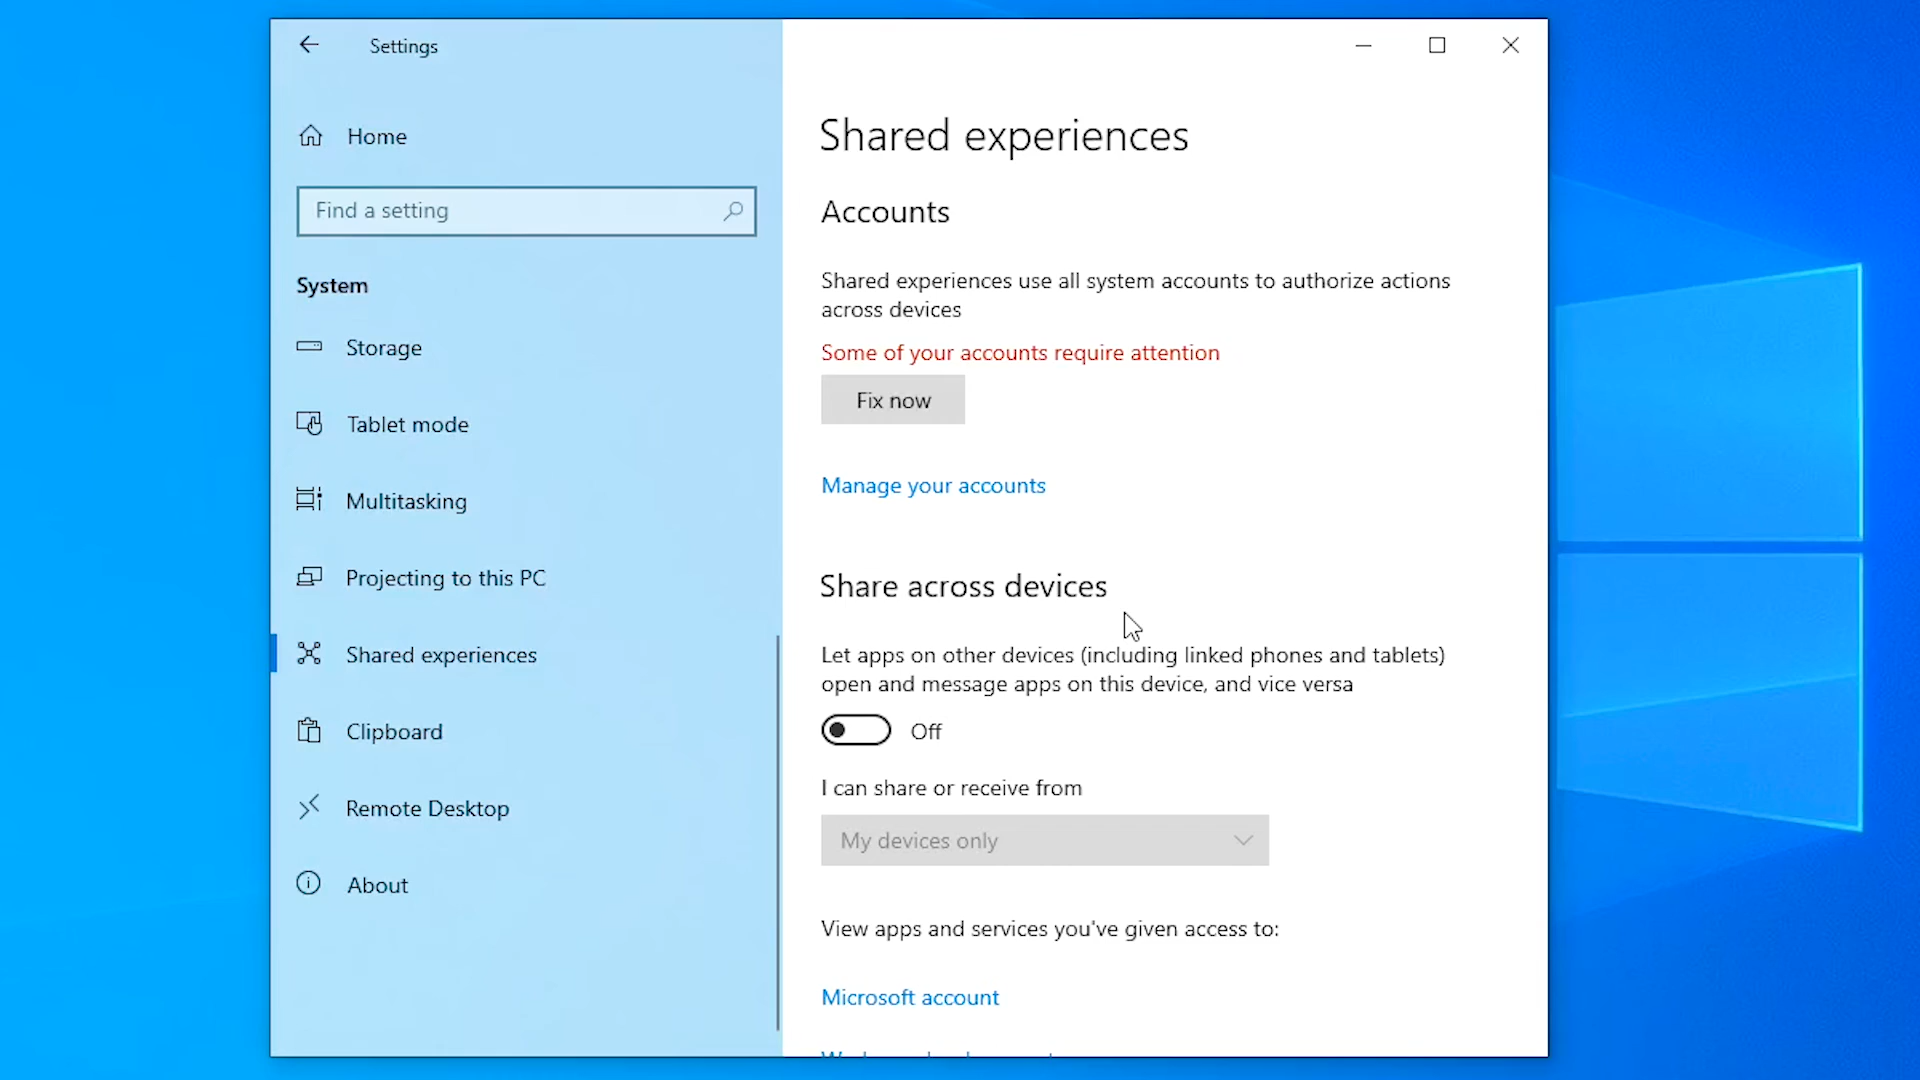 Settings
Home
Find a setting
System
Storage
Tablet mode
Multitasking
Projecting to this PC
Shared experiences
Clipboard
Remote Desktop
About
Shared experiences
Accounts
Shared experiences use all system accounts to authorize actions
across devices
Some of your accounts require attention
Fix now
Manage your accounts
Share across devices
Let apps on other devices (including linked phones and tablets)
open and message apps on this device, and vice versa
Off
I can share or receive from
My devices only
View apps and services you've given access to:
Microsoft account